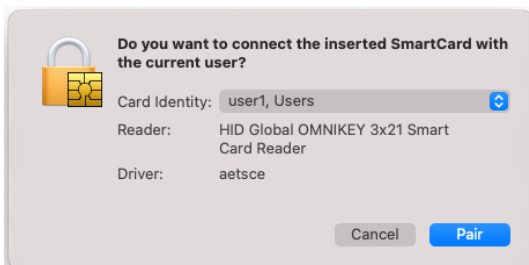 Do you want to connect the inserted SmartCard with
the current user?
Card Identity: user1, Users
Reader: HID Global OMNIKEY 3x21 Smart
Card Reader
Driver: aetsce
Cancel Pair